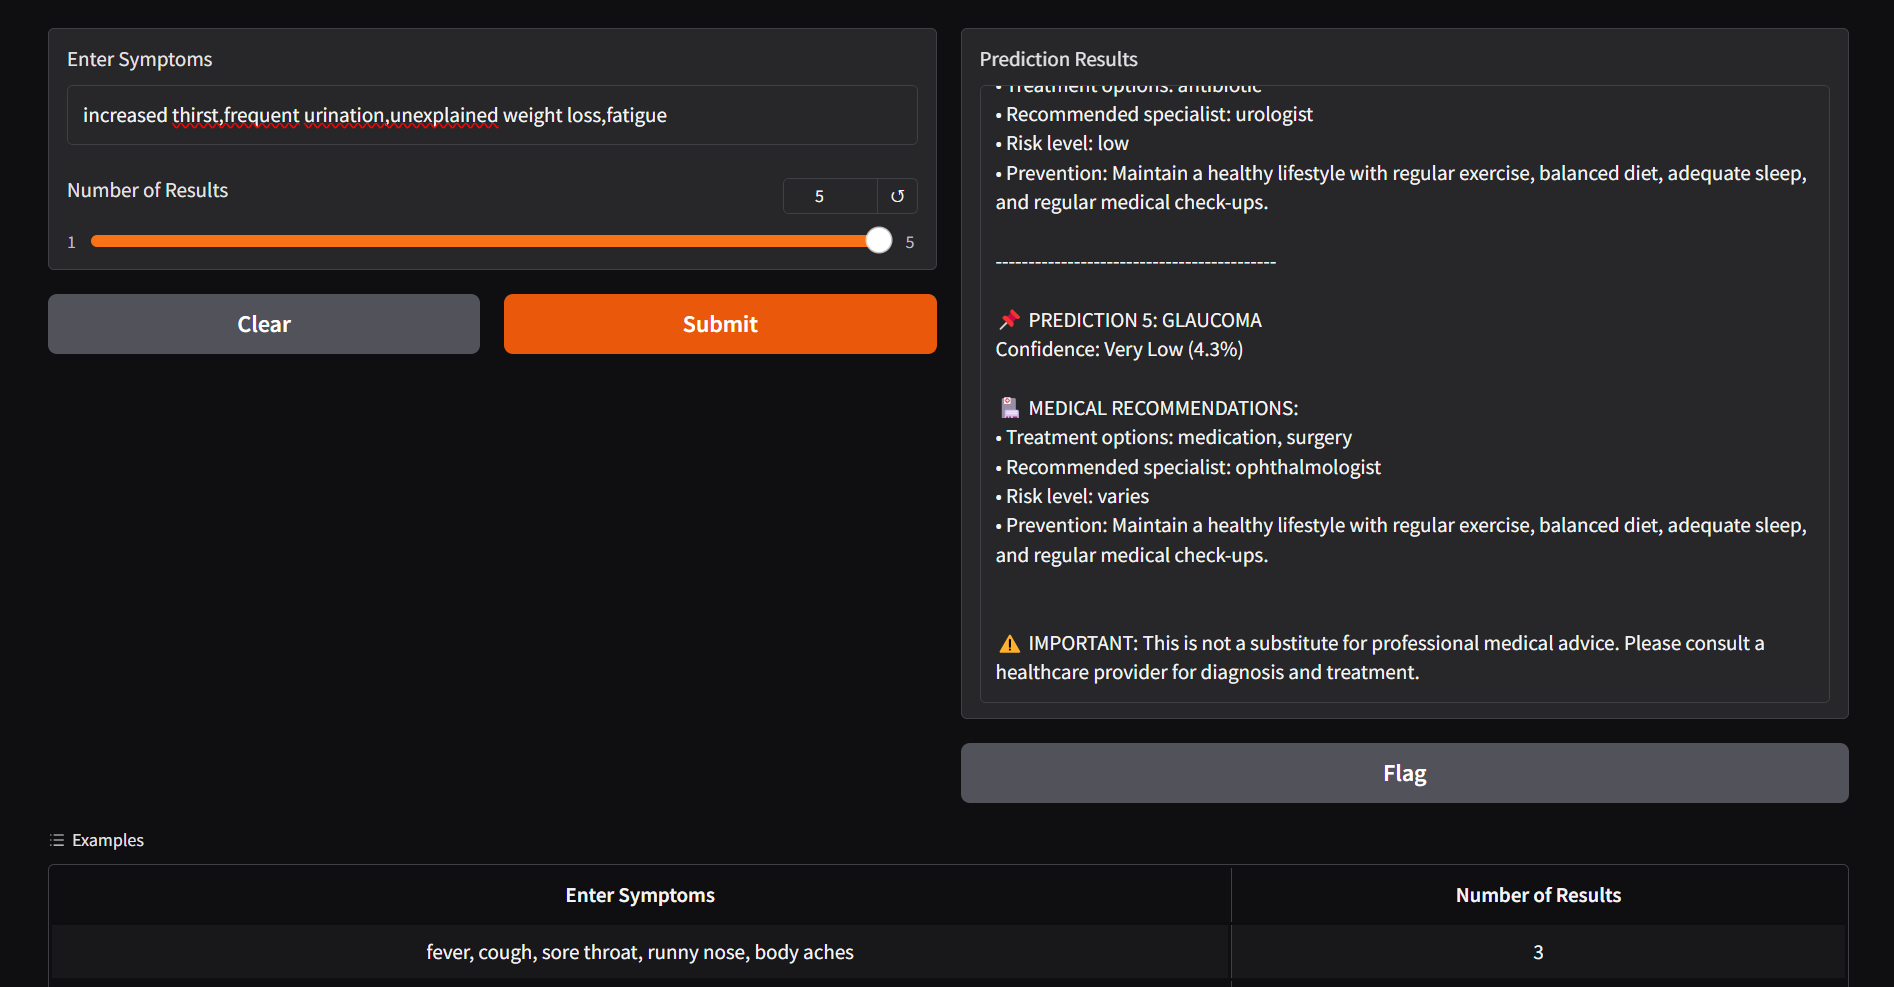 Enter Symptoms
increased thirst,frequent urination,unexplained weight loss,fatigue
Number of Results
5
↺
1
5
Clear
Submit
Prediction Results
• Treatment options: antibiotic
• Recommended specialist: urologist
• Risk level: low
• Prevention: Maintain a healthy lifestyle with regular exercise, balanced diet, adequate sleep,
and regular medical check-ups.
-------------------------------------------
📌 PREDICTION 5: GLAUCOMA
Confidence: Very Low (4.3%)
🏥 MEDICAL RECOMMENDATIONS:
• Treatment options: medication, surgery
• Recommended specialist: ophthalmologist
• Risk level: varies
• Prevention: Maintain a healthy lifestyle with regular exercise, balanced diet, adequate sleep,
and regular medical check-ups.
⚠️ IMPORTANT: This is not a substitute for professional medical advice. Please consult a
healthcare provider for diagnosis and treatment.
Flag
Examples
Enter Symptoms
Number of Results
fever, cough, sore throat, runny nose, body aches
3